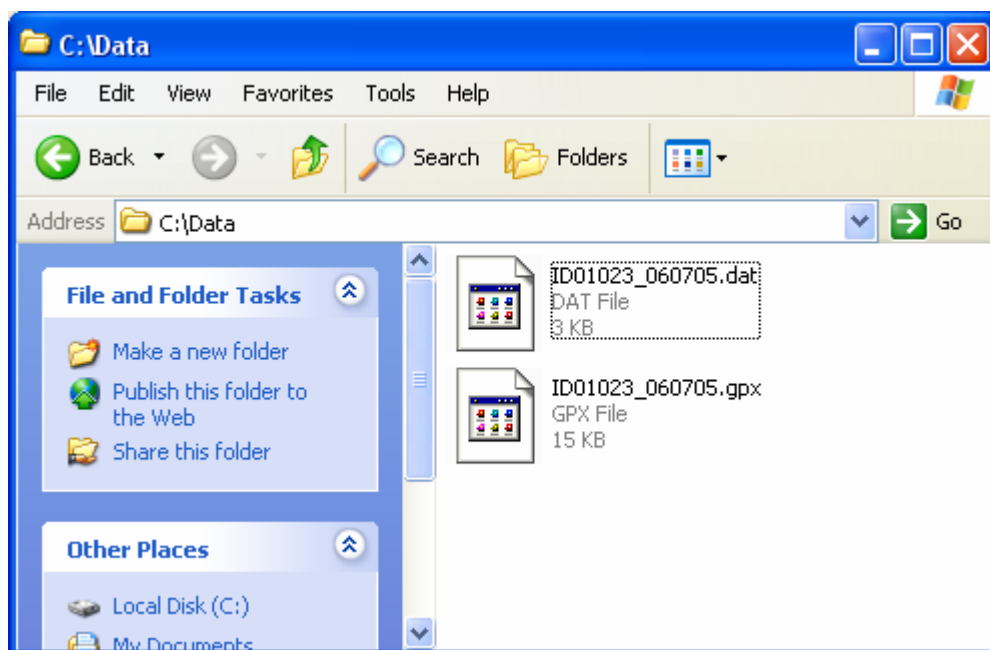 C:\Data
File Edit View Favorites Tools Help
Back Search Folders
Address C:\Data Go
File and Folder Tasks
Make a new folder
Publish this folder to
the Web
Share this folder
Other Places
Local Disk (C:)
My Documents
ID01023_060705.dat
DAT File
3 KB
ID01023_060705.gpx
GPX File
15 KB